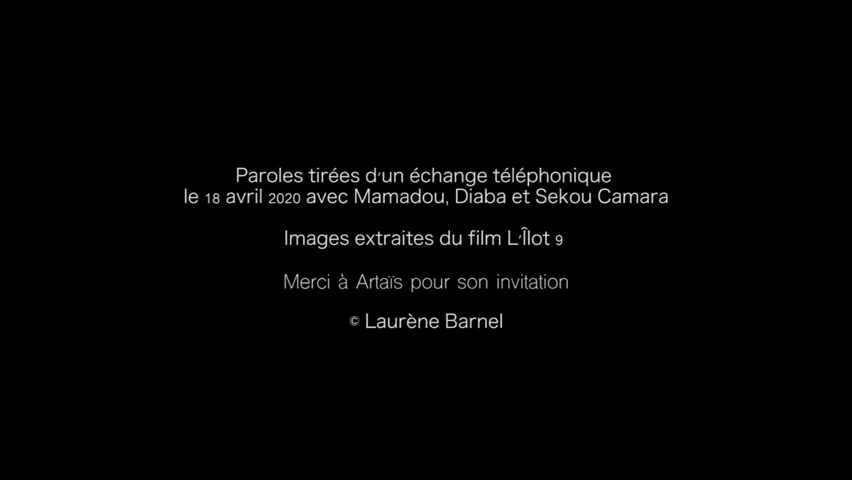 Paroles tirées d'un échange téléphonique
le 18 avril 2020 avec Mamadou, Diaba et Sekou Camara
Images extraites du film L'Îlot 9
Merci à Artaïs pour son invitation
© Laurène Barnel